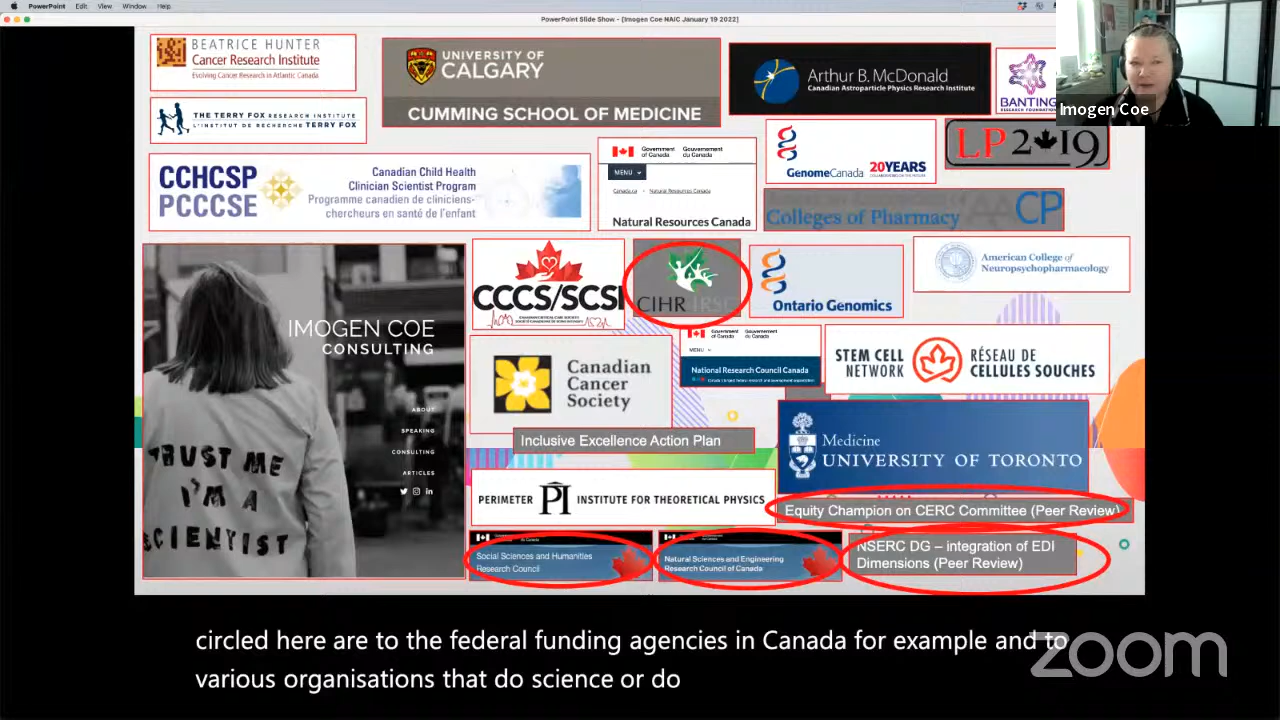 PowerPoint Edit View Window Help
PowerPoint Slide Show - [Imogen Coe NAIC January 19 2022]
BEATRICE HUNTER
Cancer Research Institute
Evolving Cancer Research in Atlantic Canada
UNIVERSITY OF
CALGARY
CUMMING SCHOOL OF MEDICINE
Arthur B. McDonald
Canadian Astroparticle Physics Research Institute
BANTING
RESEARCH FOUNDATION
Imogen Coe
THE TERRY FOX RESEARCH INSTITUTE
L'INSTITUT DE RECHERCHE TERRY FOX
GenomeCanada
20YEARS
LP2019
CCHCSP
PCCCSE
Canadian Child Health
Clinician Scientist Program
Programme canadien de cliniciens-
chercheurs en santé de l'enfant
Government of Canada
Gouvernement du Canada
MENU
Canada.ca
Natural Resources Canada
Natural Resources Canada
Colleges of Pharmacy
AACP
IMOGEN COE
CONSULTING
ABOUT
SPEAKING
CONSULTING
ARTICLES
TRUST ME
I'M A
SCIENTIST
CCCS/SCSI
CIHR IRSC
Ontario Genomics
American College of
Neuropsychopharmacology
Canadian
Cancer
Society
Government of Canada
Gouvernement du Canada
MENU
National Research Council Canada
STEM CELL
NETWORK
RÉSEAU DE
CELLULES SOUCHES
Inclusive Excellence Action Plan
Medicine
UNIVERSITY OF TORONTO
PERIMETER PI INSTITUTE FOR THEORETICAL PHYSICS
Equity Champion on CERC Committee (Peer Review)
Social Sciences and Humanities
Research Council
Natural Sciences and Engineering
Research Council of Canada
NSERC DG – integration of EDI
Dimensions (Peer Review)
circled here are to the federal funding agencies in Canada for example and to
various organisations that do science or do
zoom